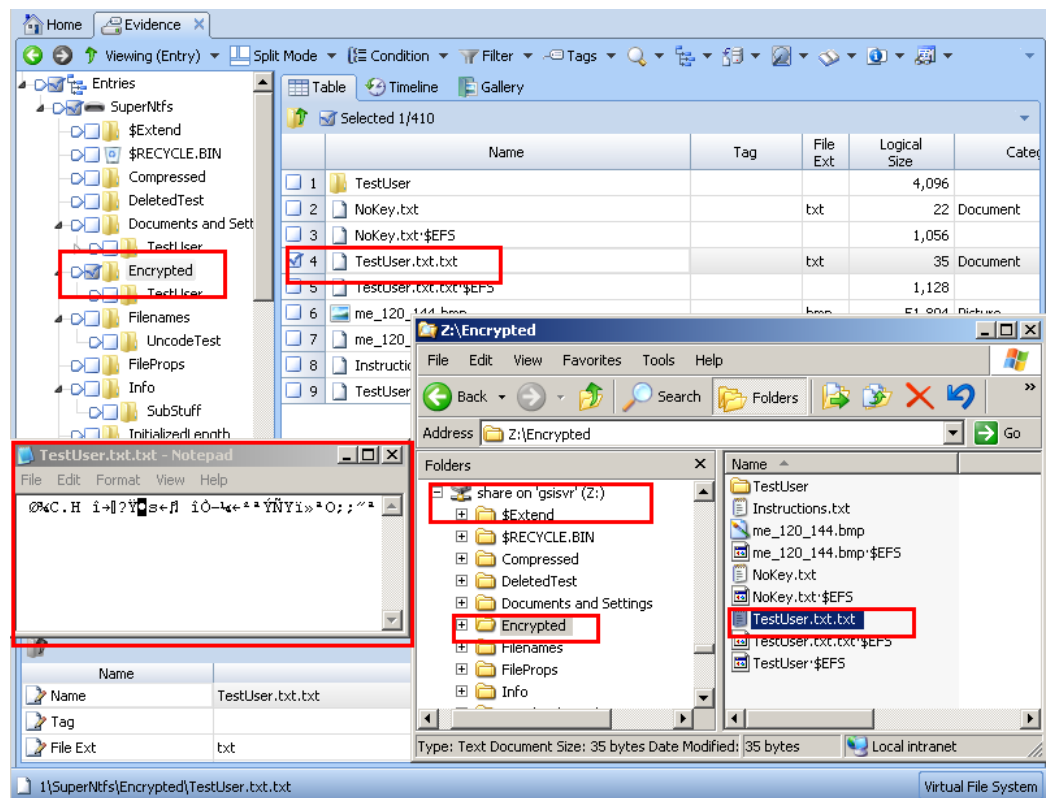 Home Evidence
Viewing (Entry) Split Mode Condition Filter Tags
Entries
SuperNtfs
$Extend
$RECYCLE.BIN
Compressed
DeletedTest
Documents and Sett
TestUser
Encrypted
TestUser
Filenames
UncodeTest
FileProps
Info
SubStuff
InitializedLength
Table Timeline Gallery
Selected 1/410
Name Tag File Ext Logical Size Categ
1 TestUser 4,096
2 NoKey.txt txt 22 Document
3 NoKey.txt·$EFS 1,056
4 TestUser.txt.txt txt 35 Document
5 TestUser.txt.txt·$EFS 1,128
6 me_120_144.bmp bmp 51,804 Picture
7 me_120_
8 Instructio
9 TestUser
Z:\Encrypted
File Edit View Favorites Tools Help
Back Search Folders
Address Z:\Encrypted Go
Folders
share on 'gsisvr' (Z:)
$Extend
$RECYCLE.BIN
Compressed
DeletedTest
Documents and Settings
Encrypted
Filenames
FileProps
Info
Name
TestUser
Instructions.txt
me_120_144.bmp
me_120_144.bmp·$EFS
NoKey.txt
NoKey.txt·$EFS
TestUser.txt.txt
TestUser.txt.txt·$EFS
TestUser·$EFS
Type: Text Document Size: 35 bytes Date Modified: 35 bytes Local intranet
TestUser.txt.txt - Notepad
File Edit Format View Help
Name
Name TestUser.txt.txt
Tag
File Ext txt
1\SuperNtfs\Encrypted\TestUser.txt.txt Virtual File System